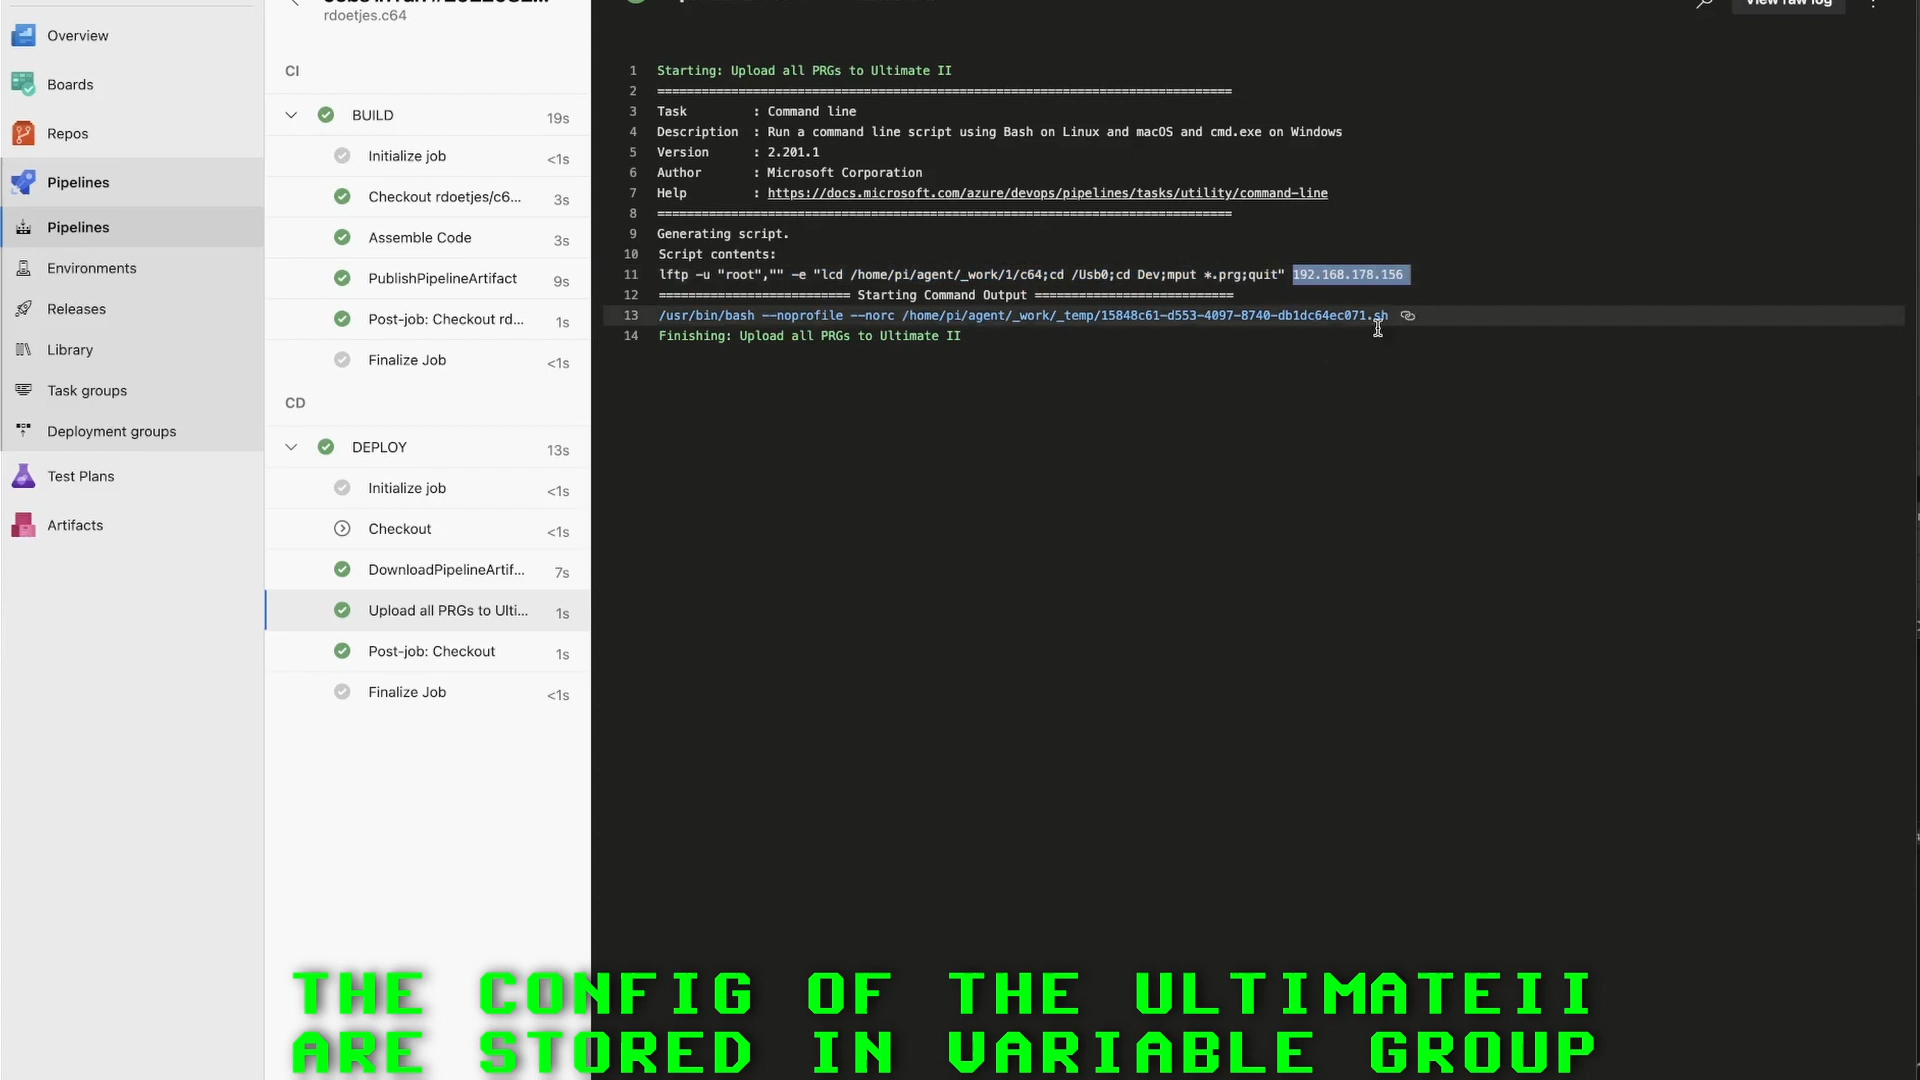 Overview
Boards
Repos
Pipelines
Pipelines
Environments
Releases
Library
Task groups
Deployment groups
Test Plans
Artifacts
rdoetjes.c64
CI
BUILD 19s
Initialize job <1s
Checkout rdoetjes/c6... 3s
Assemble Code 3s
PublishPipelineArtifact 9s
Post-job: Checkout rd... 1s
Finalize Job <1s
CD
DEPLOY 13s
Initialize job <1s
Checkout <1s
DownloadPipelineArtif... 7s
Upload all PRGs to Ulti... 1s
Post-job: Checkout 1s
Finalize Job <1s
View raw log
1 Starting: Upload all PRGs to Ultimate II
2 ==============================================================================
3 Task : Command line
4 Description : Run a command line script using Bash on Linux and macOS and cmd.exe on Windows
5 Version : 2.201.1
6 Author : Microsoft Corporation
7 Help : https://docs.microsoft.com/azure/devops/pipelines/tasks/utility/command-line
8 ==============================================================================
9 Generating script.
10 Script contents:
11 lftp -u "root","" -e "lcd /home/pi/agent/_work/1/c64;cd /Usb0;cd Dev;mput *.prg;quit" 192.168.178.156
12 ========================== Starting Command Output ===========================
13 /usr/bin/bash --noprofile --norc /home/pi/agent/_work/_temp/15848c61-d553-4097-8740-db1dc64ec071.sh
14 Finishing: Upload all PRGs to Ultimate II
THE CONFIG OF THE ULTIMATEII
ARE STORED IN VARIABLE GROUP